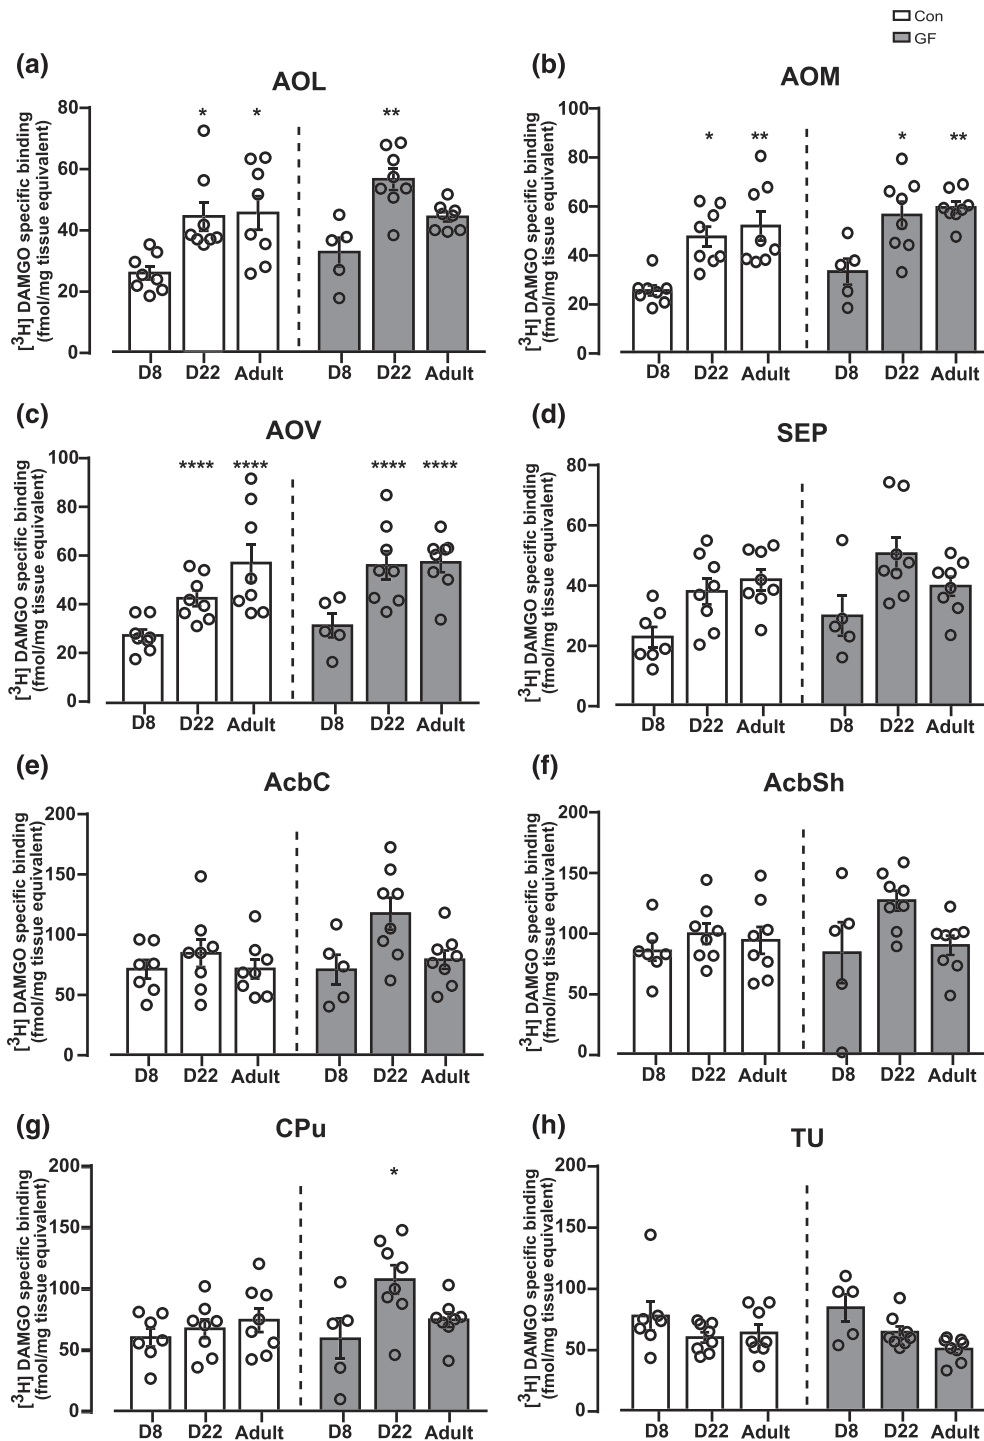 Con
GF
(a)
AOL
[³H] DAMGO specific binding
(fmol/mg tissue equivalent)
80
60
40
20
0
* * **
D8 D22 Adult D8 D22 Adult
(b)
AOM
[³H] DAMGO specific binding
(fmol/mg tissue equivalent)
100
80
60
40
20
0
* ** * **
D8 D22 Adult D8 D22 Adult
(c)
AOV
[³H] DAMGO specific binding
(fmol/mg tissue equivalent)
100
80
60
40
20
0
**** **** **** ****
D8 D22 Adult D8 D22 Adult
(d)
SEP
[³H] DAMGO specific binding
(fmol/mg tissue equivalent)
80
60
40
20
0
D8 D22 Adult D8 D22 Adult
(e)
AcbC
[³H] DAMGO specific binding
(fmol/mg tissue equivalent)
200
150
100
50
0
D8 D22 Adult D8 D22 Adult
(f)
AcbSh
[³H] DAMGO specific binding
(fmol/mg tissue equivalent)
200
150
100
50
0
D8 D22 Adult D8 D22 Adult
(g)
CPu
[³H] DAMGO specific binding
(fmol/mg tissue equivalent)
200
150
100
50
0
*
D8 D22 Adult D8 D22 Adult
(h)
TU
[³H] DAMGO specific binding
(fmol/mg tissue equivalent)
200
150
100
50
0
D8 D22 Adult D8 D22 Adult